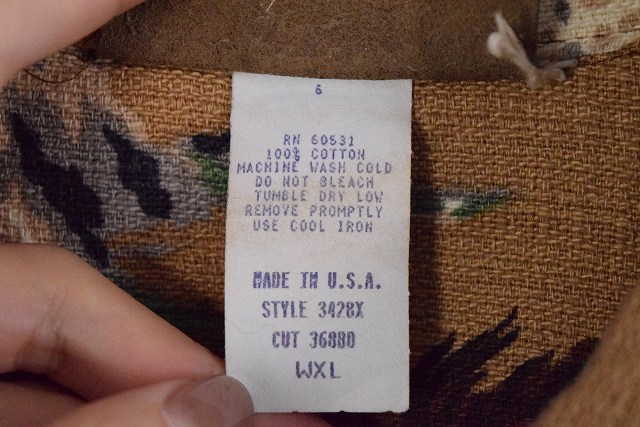 6
RN 60531
100% COTTON
MACHINE WASH COLD
DO NOT BLEACH
TUMBLE DRY LOW
REMOVE PROMPTLY
USE COOL IRON
MADE IN U.S.A.
STYLE 3428X
CUT 36880
WXL